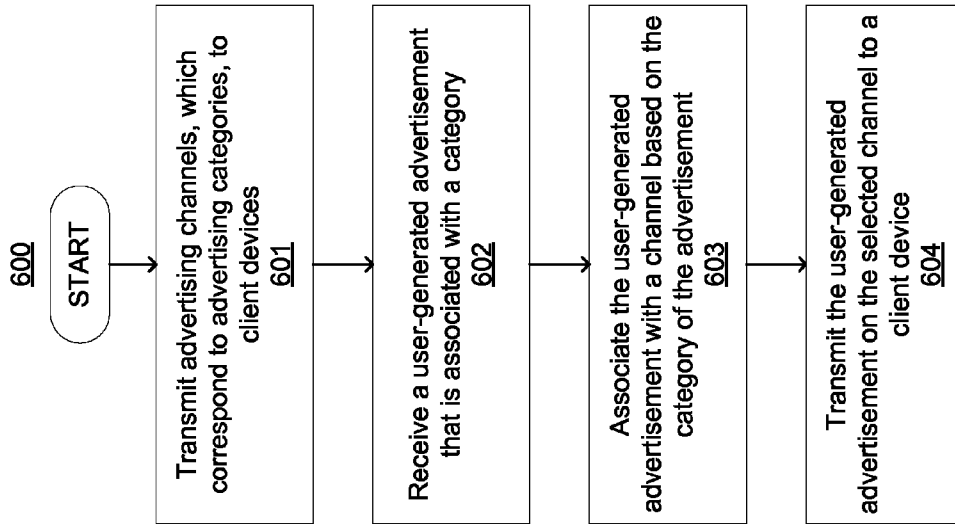 600
START
Transmit advertising channels, which
correspond to advertising categories, to
client devices
601
Receive a user-generated advertisement
that is associated with a category
602
Associate the user-generated
advertisement with a channel based on the
category of the advertisement
603
Transmit the user-generated
advertisement on the selected channel to a
client device
604